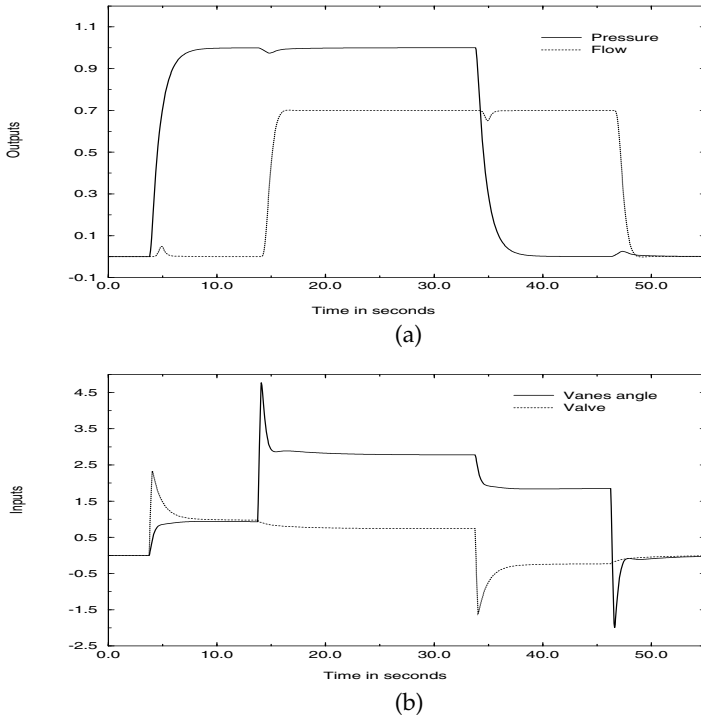 1.1
0.9
0.7
0.5
0.3
0.1
-0.1
Outputs
Pressure
Flow
0.0 10.0 20.0 30.0 40.0 50.0
Time in seconds
(a)
4.5
3.5
2.5
1.5
0.5
-0.5
-1.5
-2.5
Inputs
Vanes angle
Valve
0.0 10.0 20.0 30.0 40.0 50.0
Time in seconds
(b)